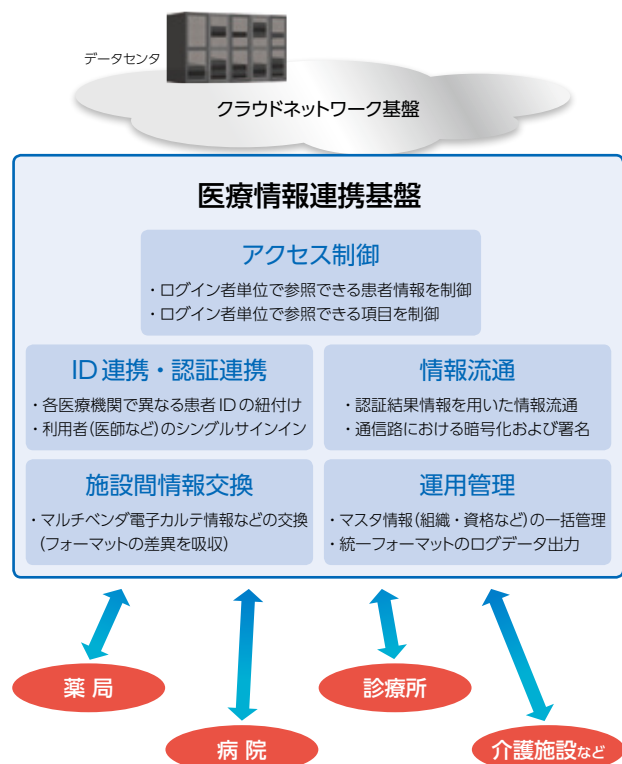 データセンタ
クラウドネットワーク基盤
医療情報連携基盤
アクセス制御
・ログイン者単位で参照できる患者情報を制御
・ログイン者単位で参照できる項目を制御
ID連携・認証連携
・各医療機関で異なる患者IDの紐付け
・利用者(医師など)のシングルサインイン
情報流通
・認証結果情報を用いた情報流通
・通信路における暗号化および署名
施設間情報交換
・マルチベンダ電子カルテ情報などの交換
(フォーマットの差異を吸収)
運用管理
・マスタ情報(組織・資格など)の一括管理
・統一フォーマットのログデータ出力
薬局
診療所
病院
介護施設など